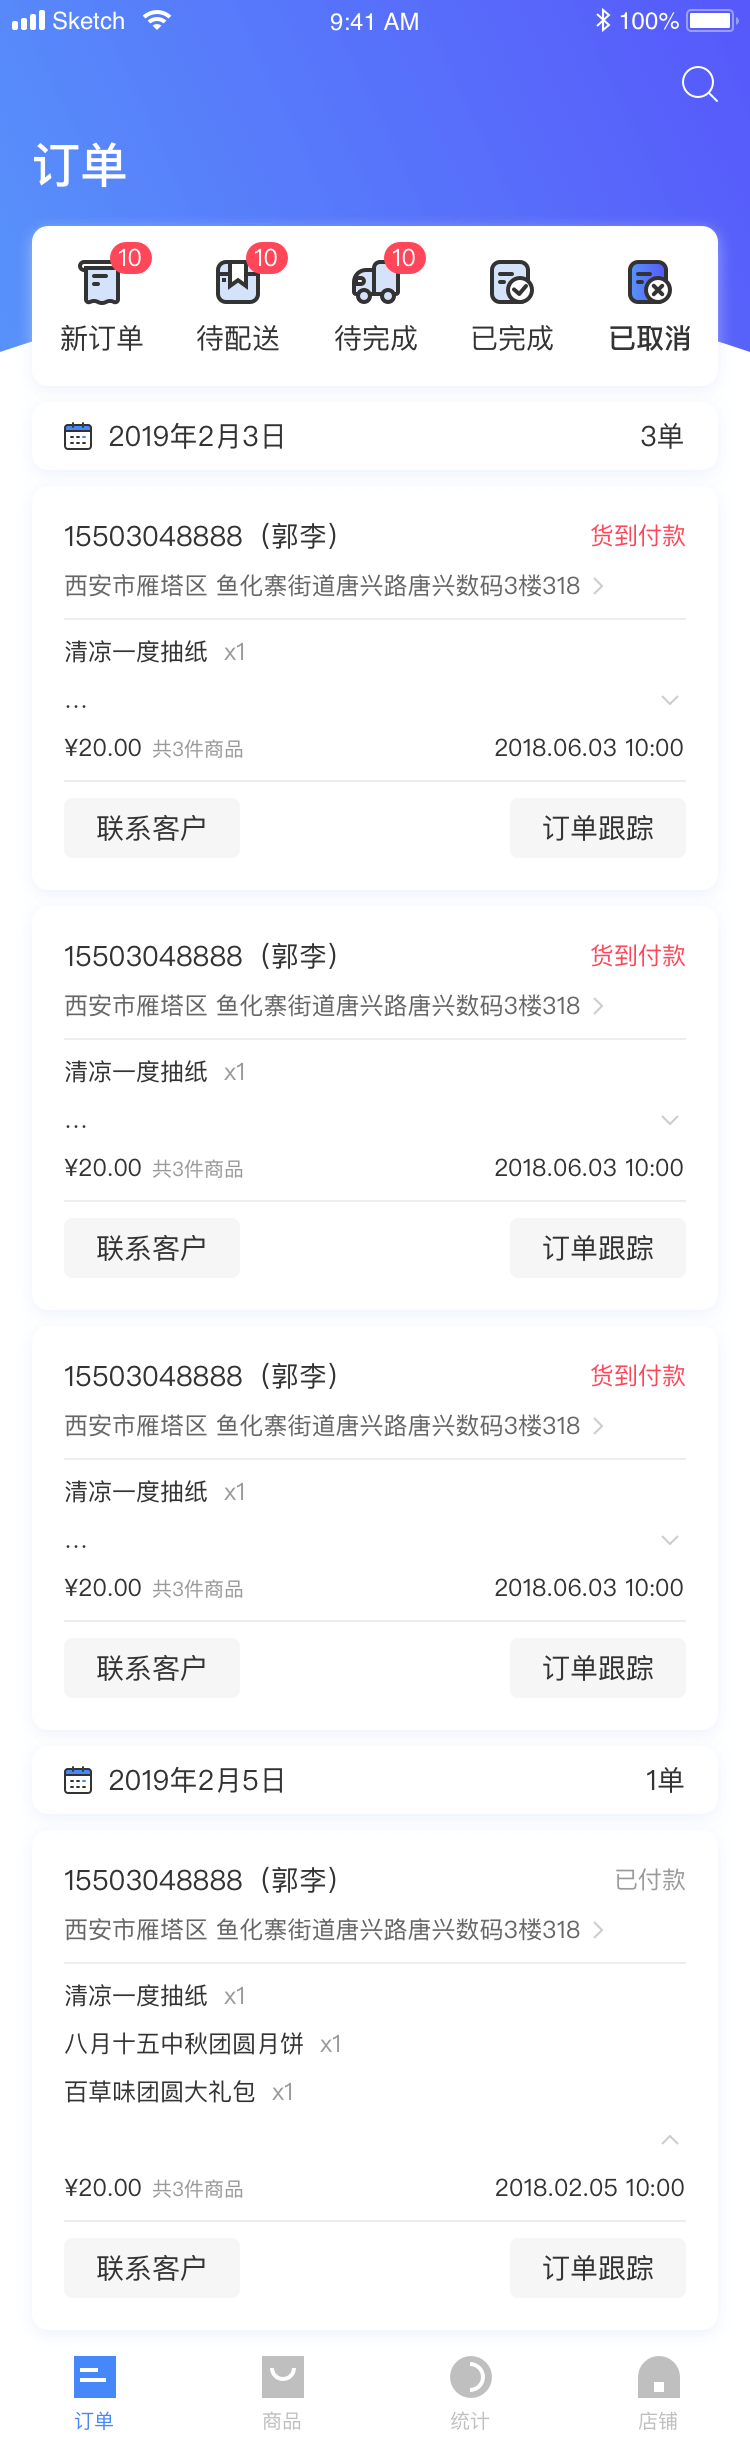 Sketch 9:41 AM 100%
订单
10 10 10
新订单 待配送 待完成 已完成 已取消
2019年2月3日 3单
15503048888（郭李） 货到付款
西安市雁塔区 鱼化寨街道唐兴路唐兴数码3楼318
清凉一度抽纸 x1
...
¥20.00 共3件商品 2018.06.03 10:00
联系客户 订单跟踪
15503048888（郭李） 货到付款
西安市雁塔区 鱼化寨街道唐兴路唐兴数码3楼318
清凉一度抽纸 x1
...
¥20.00 共3件商品 2018.06.03 10:00
联系客户 订单跟踪
15503048888（郭李） 货到付款
西安市雁塔区 鱼化寨街道唐兴路唐兴数码3楼318
清凉一度抽纸 x1
...
¥20.00 共3件商品 2018.06.03 10:00
联系客户 订单跟踪
2019年2月5日 1单
15503048888（郭李） 已付款
西安市雁塔区 鱼化寨街道唐兴路唐兴数码3楼318
清凉一度抽纸 x1
八月十五中秋团圆月饼 x1
百草味团圆大礼包 x1
¥20.00 共3件商品 2018.02.05 10:00
联系客户 订单跟踪
订单 商品 统计 店铺